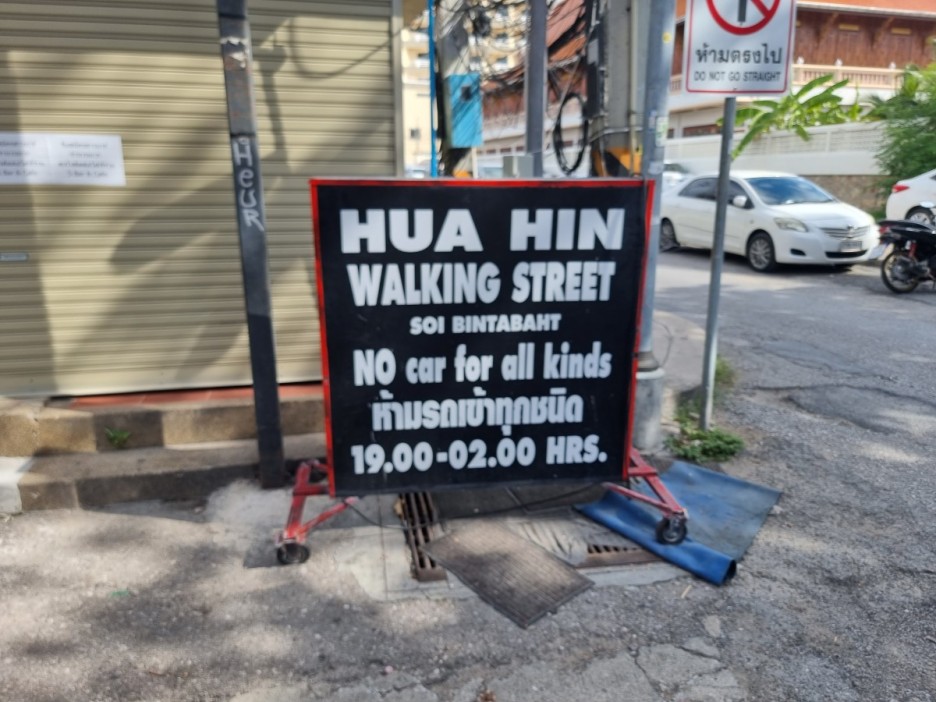 ห้ามตรงไป
DO NOT GO STRAIGHT
HEUR
HUA HIN
WALKING STREET
SOI BINTABAHT
NO car for all kinds
ห้ามรถเข้าทุกชนิด
19.00-02.00 HRS.